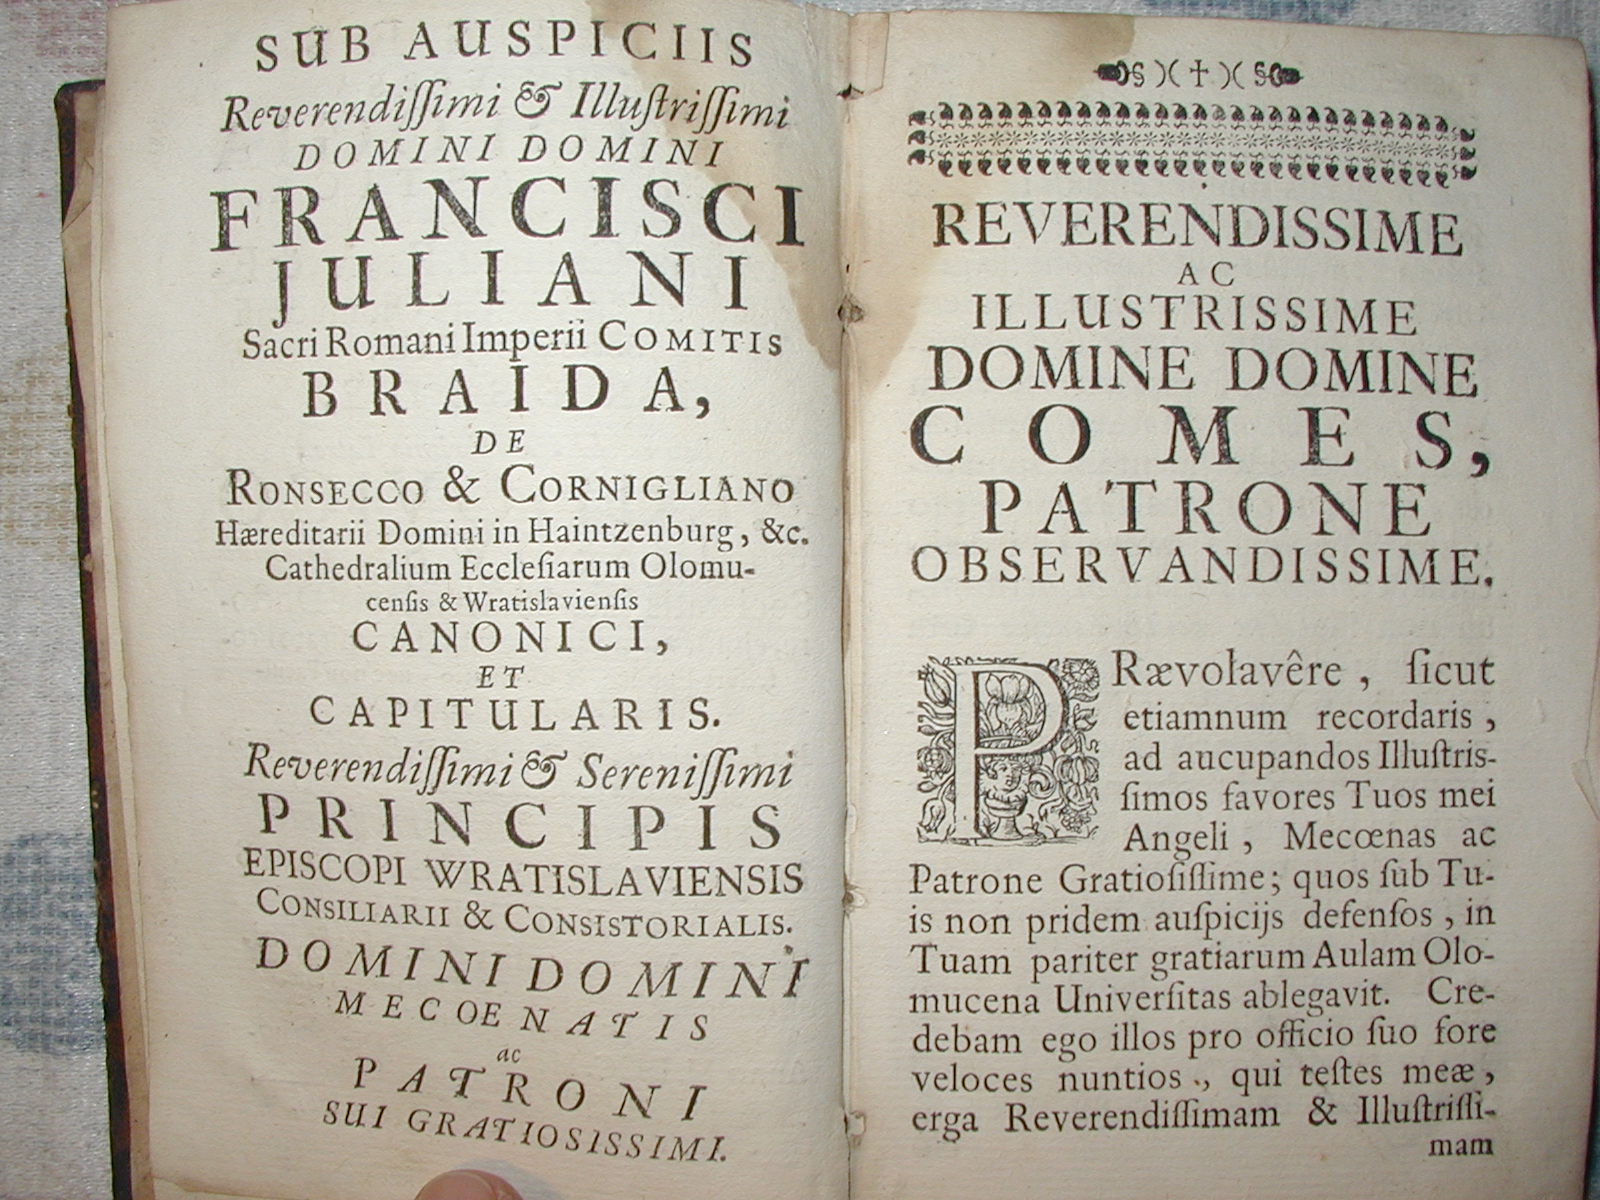 SUB AUSPICIIS
Reverendiſſimi & Illuſtriſſimi
DOMINI DOMINI
FRANCISCI
JULIANI
Sacri Romani Imperii COMITIS
BRAIDA,
DE
RONSECCO & CORNIGLIANO
Hæreditarii Domini in Haintzenburg, &c.
Cathedralium Eccleſiarum Olomu-
cenſis & Wratislavienſis
CANONICI,
ET
CAPITULARIS.
Reverendiſſimi & Sereniſſimi
PRINCIPIS
EPISCOPI WRATISLAVIENSIS
CONSILIARII & CONSISTORIALIS.
DOMINI DOMINI
MECOENATIS
ac
PATRONI
SUI GRATIOSISSIMI.
REVERENDISSIME
AC
ILLUSTRISSIME
DOMINE DOMINE
COMES,
PATRONE
OBSERVANDISSIME.
PRævolavêre, ſicut
etiamnum recordaris,
ad aucupandos Illuſtriſ-
ſimos favores Tuos mei
Angeli, Mecœnas ac
Patrone Gratioſiſſime; quos ſub Tu-
is non pridem auſpicijs defenſos, in
Tuam pariter gratiarum Aulam Olo-
mucena Univerſitas ablegavit. Cre-
debam ego illos pro officio ſuo fore
veloces nuntios, qui teſtes meæ,
erga Reverendiſſimam & Illuſtriſſi-
mam